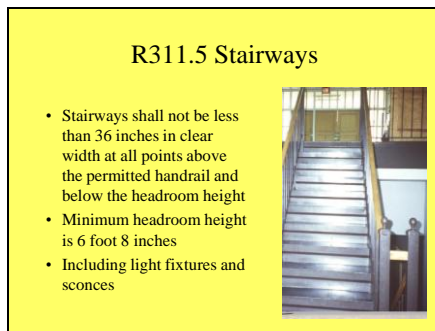 R311.5 Stairways
• Stairways shall not be less
than 36 inches in clear
width at all points above
the permitted handrail and
below the headroom height
• Minimum headroom height
is 6 foot 8 inches
• Including light fixtures and
sconces